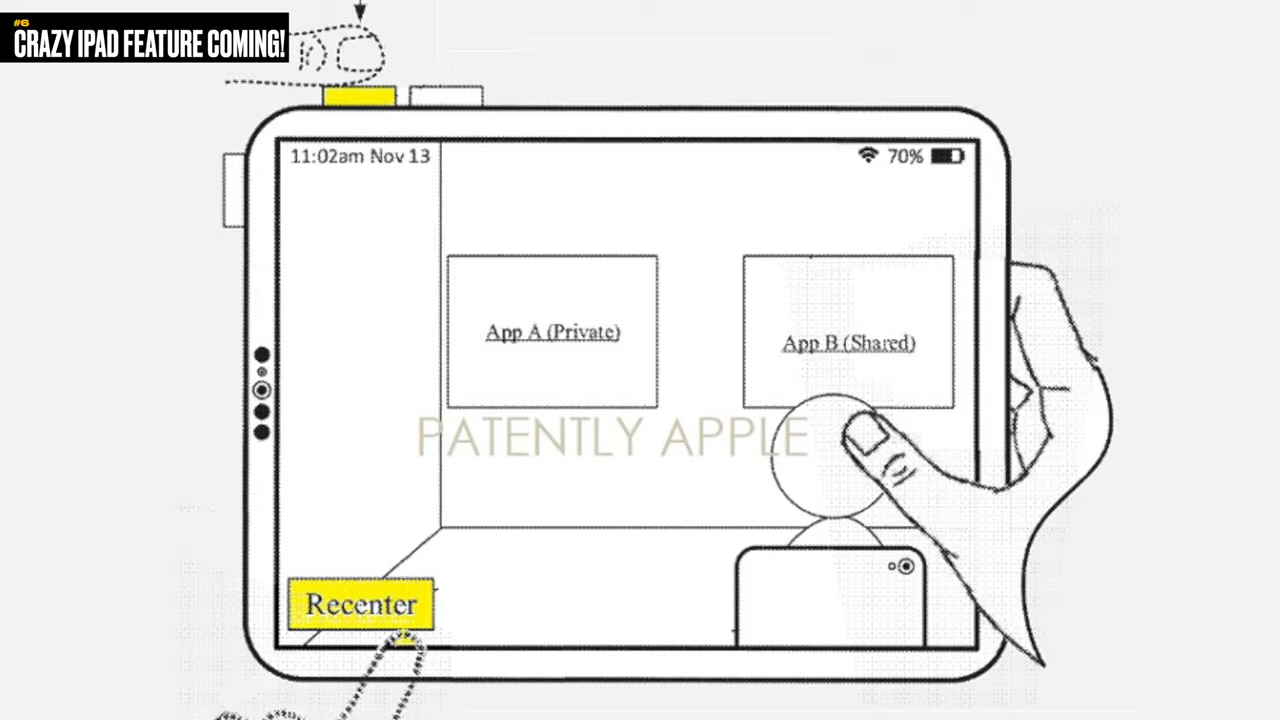 #6
CRAZY IPAD FEATURE COMING!
11:02am Nov 13
70%
App A (Private)
App B (Shared)
PATENTLY APPLE
Recenter